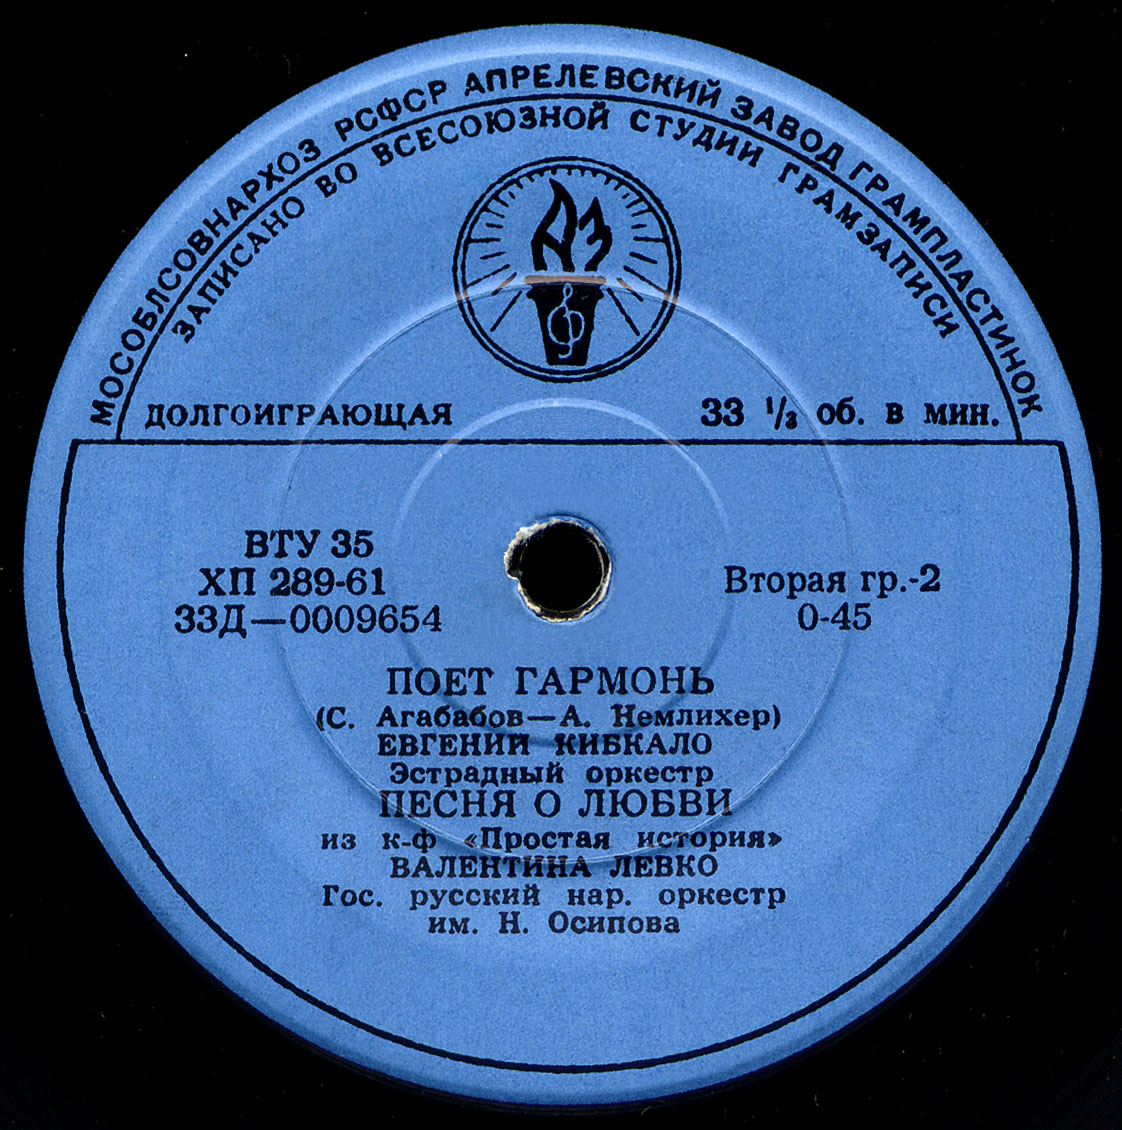 МОСОБЛСОВНАРХОЗ РСФСР АПРЕЛЕВСКИЙ ЗАВОД ГРАМПЛАСТИНОК
ЗАПИСАНО ВО ВСЕСОЮЗНОЙ СТУДИИ ГРАМЗАПИСИ
АЗ
ДОЛГОИГРАЮЩАЯ 33 1/3 об. в мин.
ВТУ 35
ХП 289-61 Вторая гр.-2
33Д—0009654 0-45
ПОЕТ ГАРМОНЬ
(С. Агабабов—А. Немлихер)
ЕВГЕНИЙ КИБКАЛО
Эстрадный оркестр
ПЕСНЯ О ЛЮБВИ
из к-ф «Простая история»
ВАЛЕНТИНА ЛЕВКО
Гос. русский нар. оркестр
им. Н. Осипова